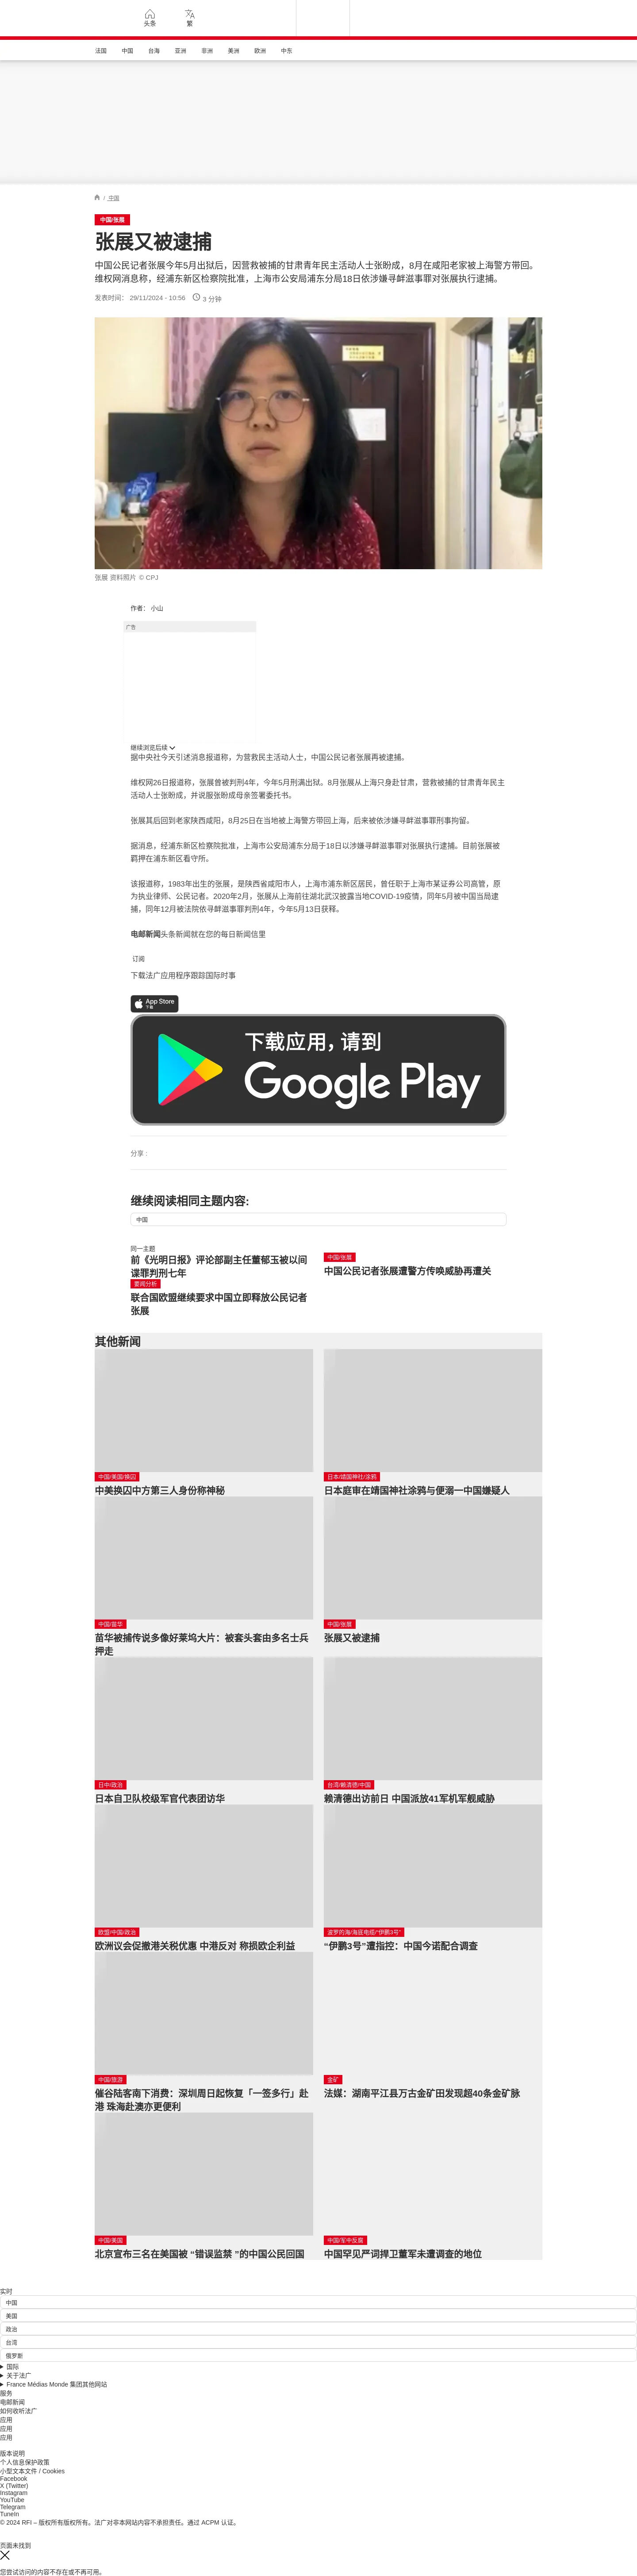 头条
繁
法国
中国
台海
亚洲
非洲
美洲
欧洲
中东
/ 中国
中国/张展
张展又被逮捕
中国公民记者张展今年5月出狱后，因营救被捕的甘肃青年民主活动人士张盼成，8月在咸阳老家被上海警方带回。
维权网消息称，经浦东新区检察院批准，上海市公安局浦东分局18日依涉嫌寻衅滋事罪对张展执行逮捕。
发表时间： 29/11/2024 - 10:56
3 分钟
张展 资料照片 © CPJ
作者： 小山
广告
继续浏览后续
据中央社今天引述消息报道称，为营救民主活动人士，中国公民记者张展再被逮捕。
维权网26日报道称，张展曾被判刑4年，今年5月刑满出狱。8月张展从上海只身赴甘肃，营救被捕的甘肃青年民主
活动人士张盼成，并说服张盼成母亲签署委托书。
张展其后回到老家陕西咸阳，8月25日在当地被上海警方带回上海，后来被依涉嫌寻衅滋事罪刑事拘留。
据消息，经浦东新区检察院批准，上海市公安局浦东分局于18日以涉嫌寻衅滋事罪对张展执行逮捕。目前张展被
羁押在浦东新区看守所。
该报道称，1983年出生的张展，是陕西省咸阳市人，上海市浦东新区居民，曾任职于上海市某证券公司高管，原
为执业律师、公民记者。2020年2月，张展从上海前往湖北武汉披露当地COVID-19疫情，同年5月被中国当局逮
捕，同年12月被法院依寻衅滋事罪判刑4年，今年5月13日获释。
电邮新闻头条新闻就在您的每日新闻信里
订阅
下载法广应用程序跟踪国际时事
App Store
下载
下载应用，请到
Google Play
分享 :
继续阅读相同主题内容:
中国
同一主题
前《光明日报》评论部副主任董郁玉被以间
谍罪判刑七年
中国/张展
中国公民记者张展遭警方传唤威胁再遭关
要闻分析
联合国欧盟继续要求中国立即释放公民记者
张展
其他新闻
中国/美国/换囚
中美换囚中方第三人身份称神秘
日本/靖国神社/涂鸦
日本庭审在靖国神社涂鸦与便溺一中国嫌疑人
中国/苗华
苗华被捕传说多像好莱坞大片：被套头套由多名士兵
押走
中国/张展
张展又被逮捕
日中/政治
日本自卫队校级军官代表团访华
台湾/赖清德/中国
赖清德出访前日 中国派放41军机军舰威胁
欧盟/中国/政治
欧洲议会促撤港关税优惠 中港反对 称损欧企利益
波罗的海/海底电缆/“伊鹏3号”
“伊鹏3号”遭指控：中国今诺配合调查
中国/旅游
催谷陆客南下消费：深圳周日起恢复「一签多行」赴
港 珠海赴澳亦更便利
金矿
法媒：湖南平江县万古金矿田发现超40条金矿脉
中国/美国
北京宣布三名在美国被 “错误监禁 ”的中国公民回国
中国/军中反腐
中国罕见严词捍卫董军未遭调查的地位
实时
中国
美国
政治
台湾
俄罗斯
国际
关于法广
France Médias Monde 集团其他网站
服务
电邮新闻
如何收听法广
应用
应用
应用
版本说明
个人信息保护政策
小型文本文件 / Cookies
Facebook
X (Twitter)
Instagram
YouTube
Telegram
TuneIn
© 2024 RFI – 版权所有版权所有。法广对非本网站内容不承担责任。通过 ACPM 认证。
页面未找到
您尝试访问的内容不存在或不再可用。